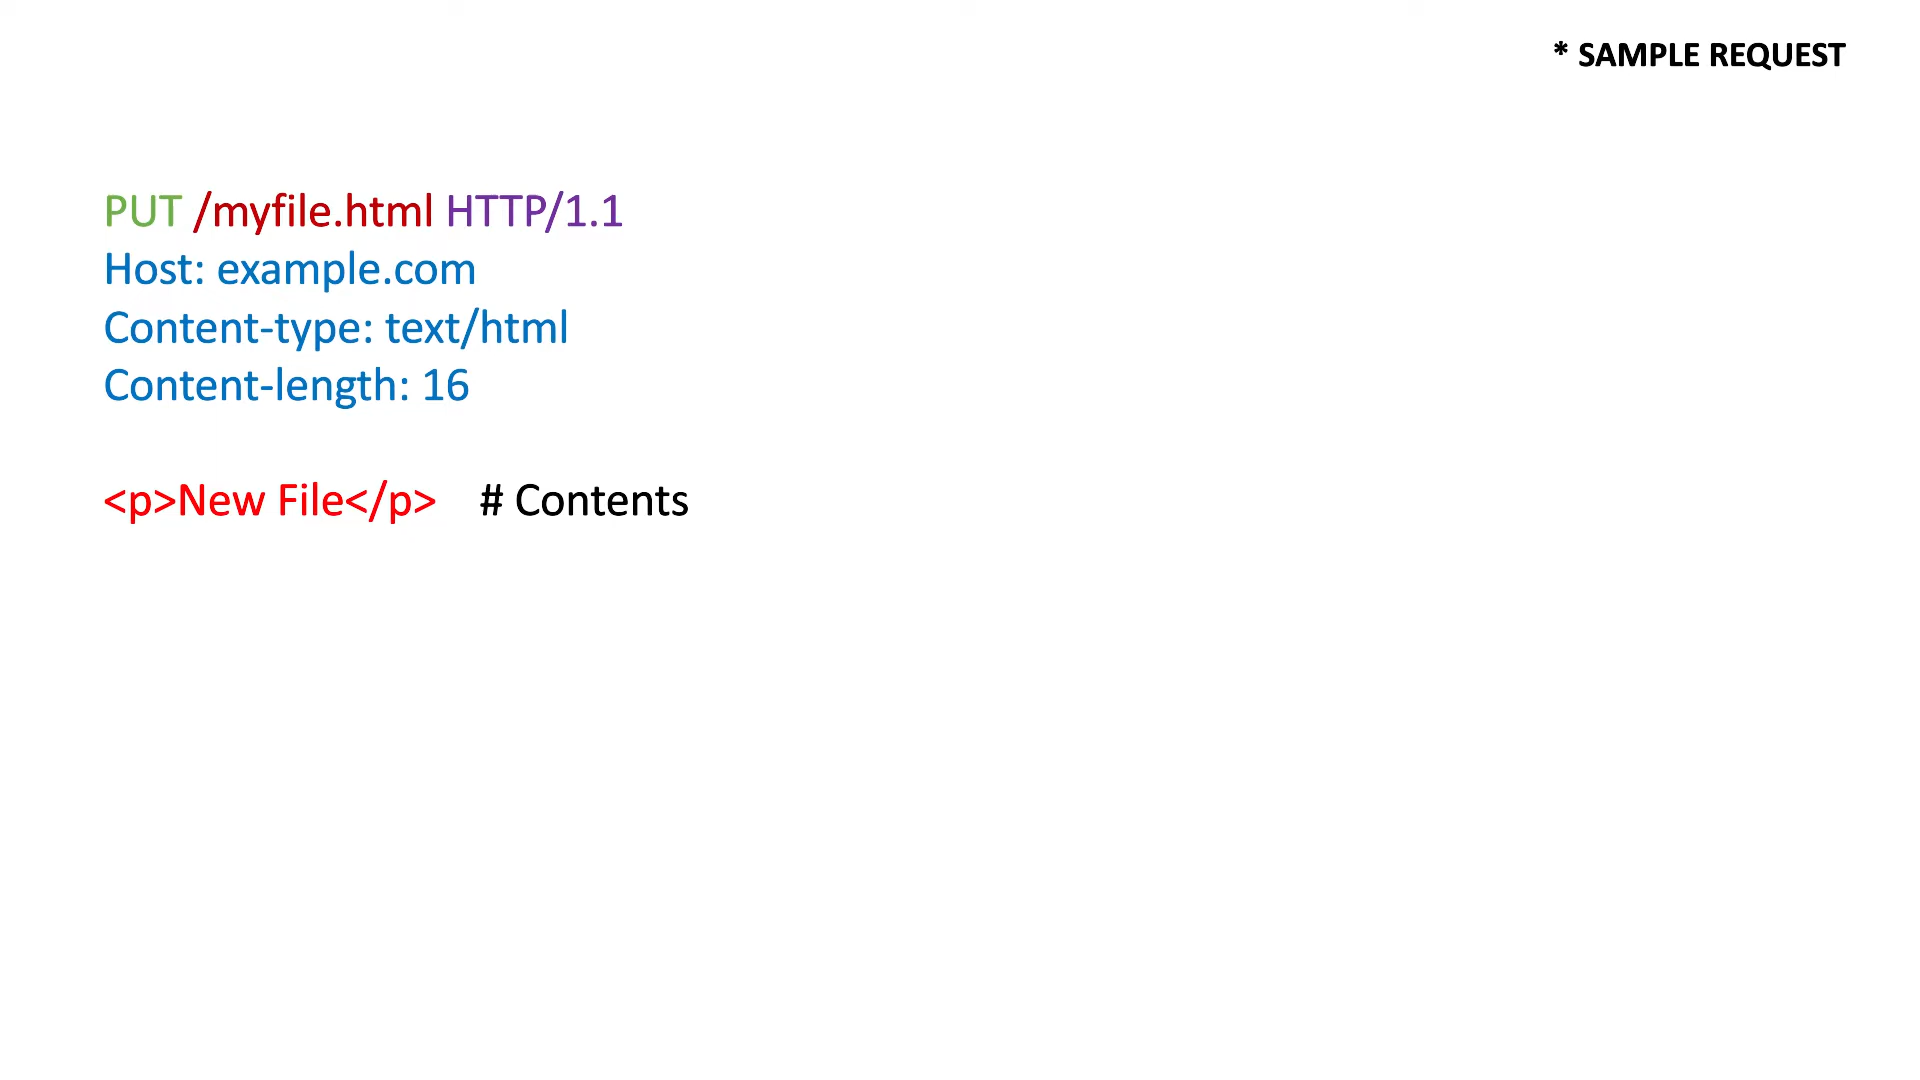 * SAMPLE REQUEST
PUT /myfile.html HTTP/1.1
Host: example.com
Content-type: text/html
Content-length: 16
<p>New File</p> # Contents